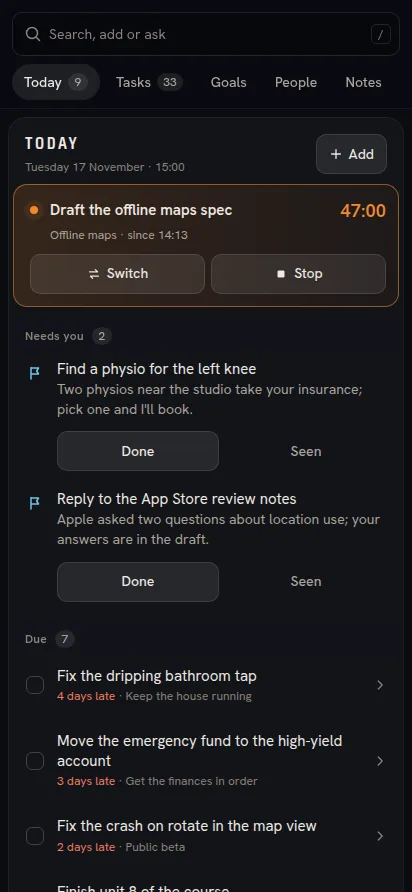 Search, add or ask
/
Today 9
Tasks 33
Goals
People
Notes
TODAY
Tuesday 17 November · 15:00
+ Add
Draft the offline maps spec
47:00
Offline maps · since 14:13
Switch
Stop
Needs you 2
Find a physio for the left knee
Two physios near the studio take your insurance;
pick one and I'll book.
Done
Seen
Reply to the App Store review notes
Apple asked two questions about location use; your
answers are in the draft.
Done
Seen
Due 7
Fix the dripping bathroom tap
4 days late · Keep the house running
Move the emergency fund to the high-yield
account
3 days late · Get the finances in order
Fix the crash on rotate in the map view
2 days late · Public beta
Finish unit 8 of the course